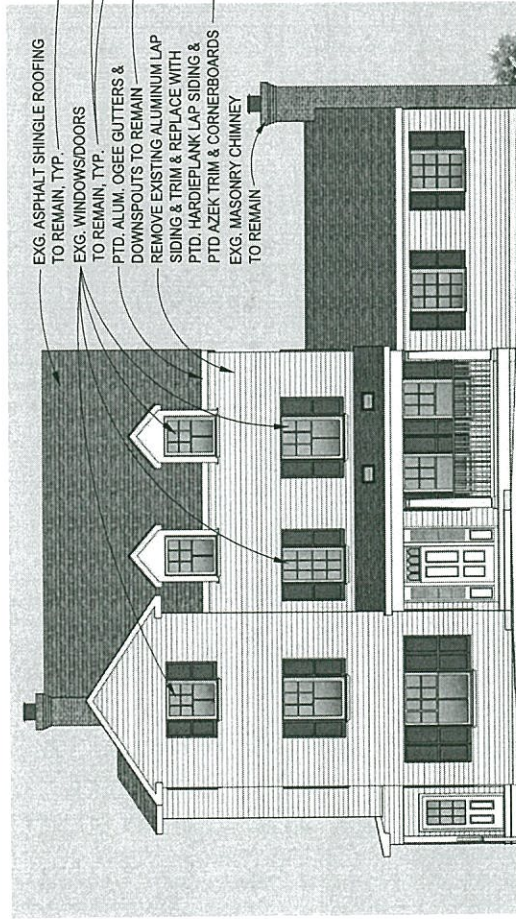 EXG. ASPHALT SHINGLE ROOFING
TO REMAIN, TYP.
EXG. WINDOWS/DOORS
TO REMAIN, TYP.
PTD. ALUM. OGEE GUTTERS &
DOWNSPOUTS TO REMAIN
REMOVE EXISTING ALUMINUM LAP
SIDING & TRIM & REPLACE WITH
PTD. HARDIEPLANK LAP SIDING &
PTD AZEK TRIM & CORNERBOARDS
EXG. MASONRY CHIMNEY
TO REMAIN